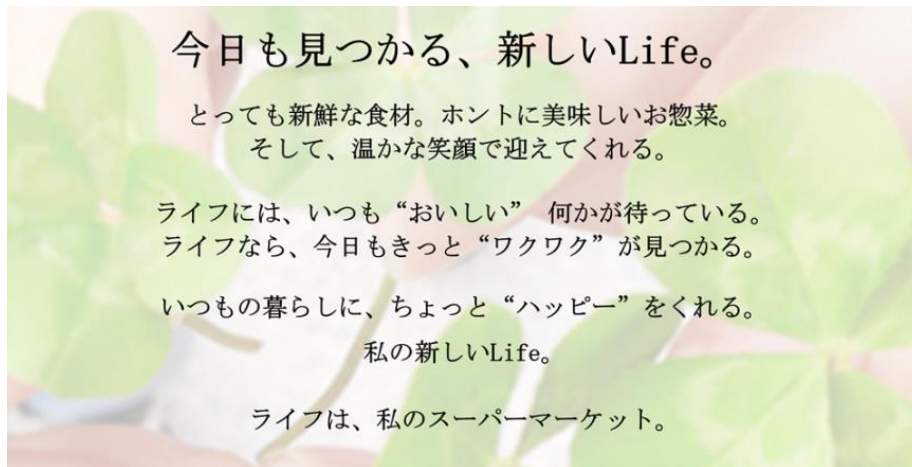 今日も見つかる、新しいLife。
とっても新鮮な食材。ホントに美味しいお惣菜。
そして、温かな笑顔で迎えてくれる。
ライフには、いつも“おいしい” 何かが待っている。
ライフなら、今日もきっと“ワクワク”が見つかる。
いつもの暮らしに、ちょっと“ハッピー”をくれる。
私の新しいLife。
ライフは、私のスーパーマーケット。